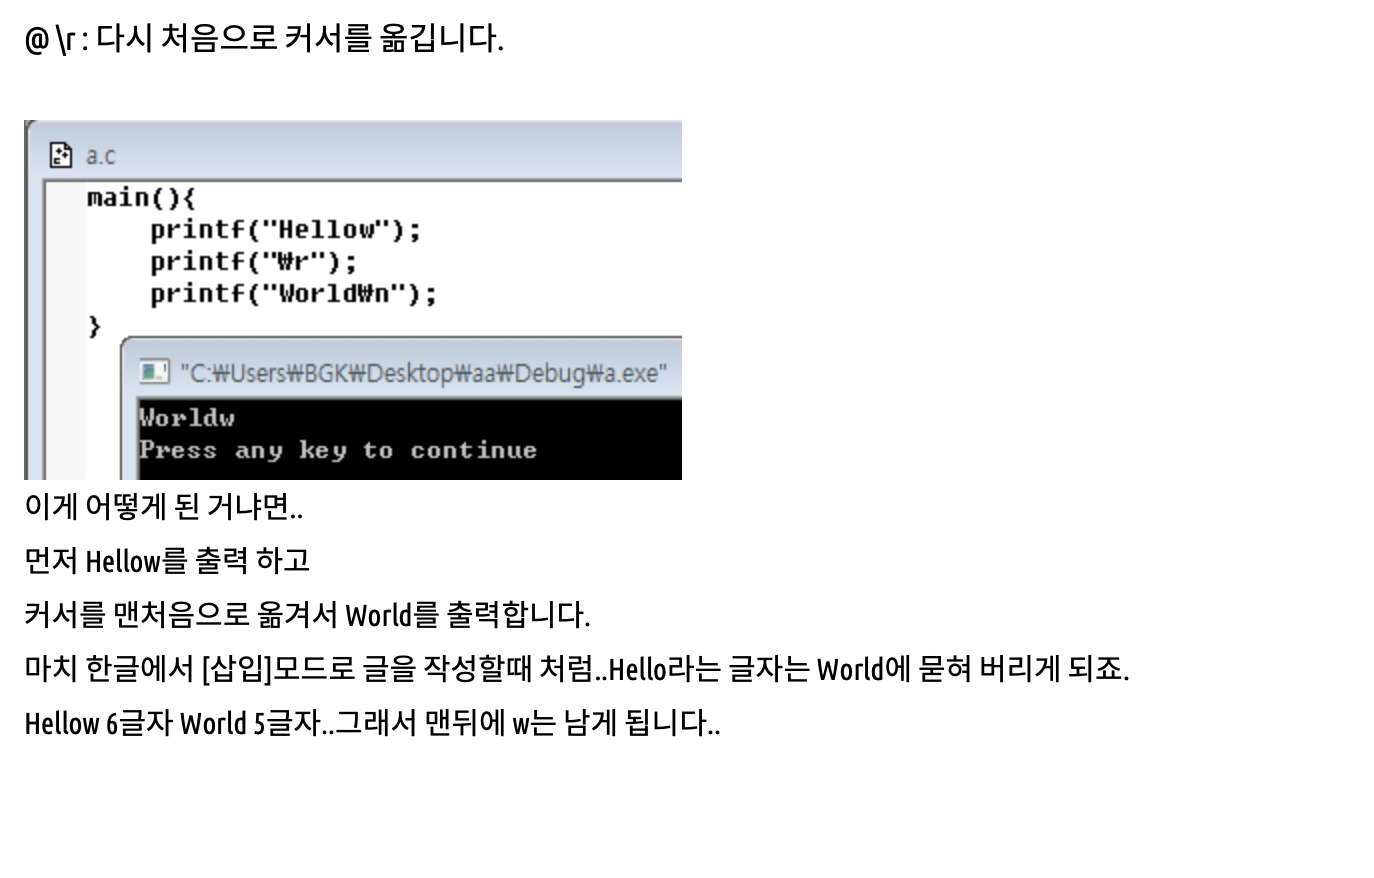 @ \r : 다시 처음으로 커서를 옮깁니다.
a.c
main(){
printf("Hellow");
printf("₩r");
printf("World₩n");
}
"C:₩Users₩BGK₩Desktop₩aa₩Debug₩a.exe"
Worldw
Press any key to continue
이게 어떻게 된 거냐면..
먼저 Hellow를 출력 하고
커서를 맨처음으로 옮겨서 World를 출력합니다.
마치 한글에서 [삽입]모드로 글을 작성할때 처럼..Hello라는 글자는 World에 묻혀 버리게 되죠.
Hellow 6글자 World 5글자..그래서 맨뒤에 w는 남게 됩니다..